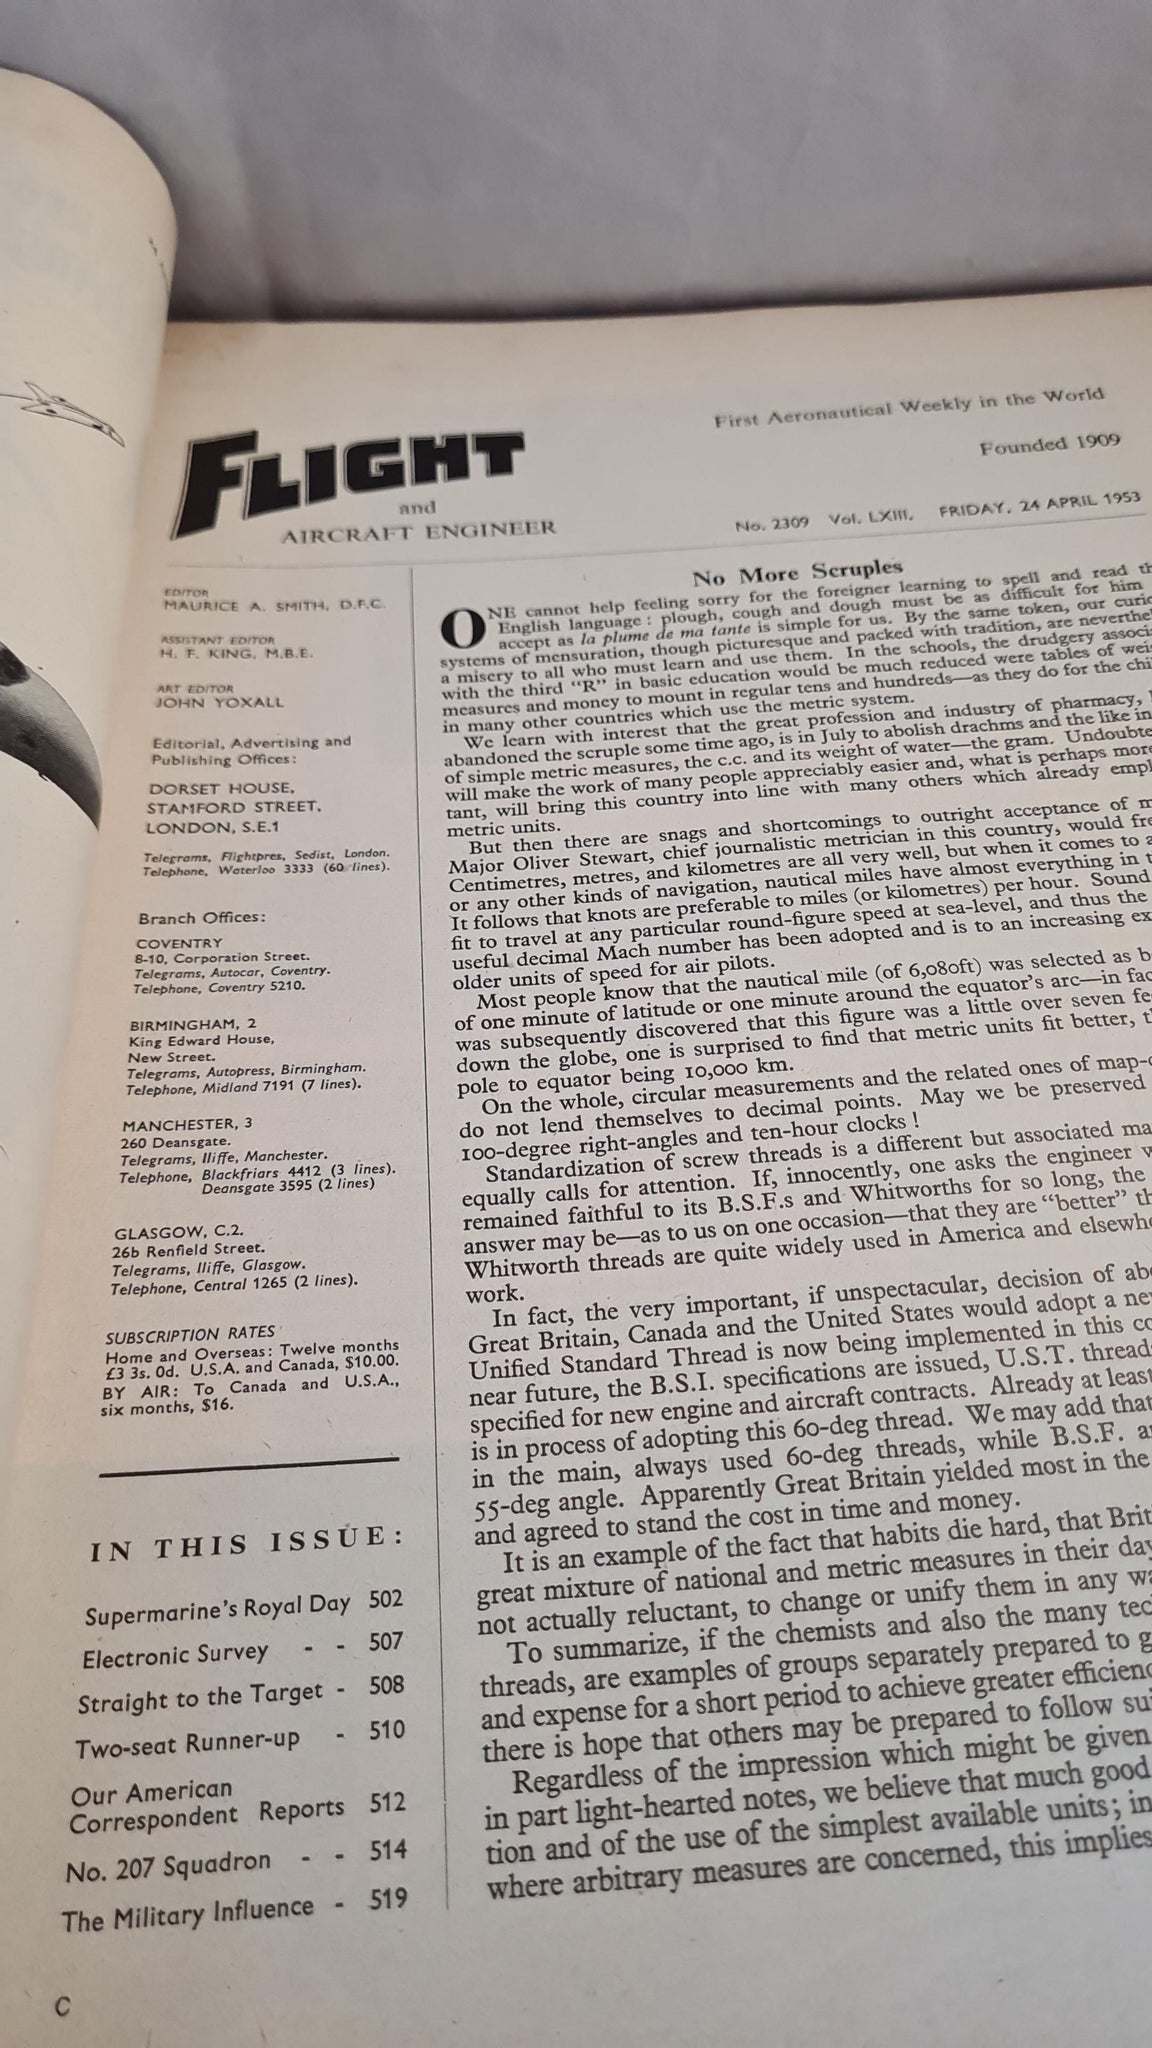 FLIGHT
and
AIRCRAFT ENGINEER
First Aeronautical Weekly in the World
Founded 1909
No. 2309 Vol. LXIII. FRIDAY, 24 APRIL 1953
EDITOR
MAURICE A. SMITH, D.F.C.
ASSISTANT EDITOR
H. F. KING, M.B.E.
ART EDITOR
JOHN YOXALL
Editorial, Advertising and
Publishing Offices:
DORSET HOUSE,
STAMFORD STREET,
LONDON, S.E.1
Telegrams, Flightpres, Sedist, London.
Telephone, Waterloo 3333 (60 lines).
Branch Offices:
COVENTRY
8-10, Corporation Street.
Telegrams, Autocar, Coventry.
Telephone, Coventry 5210.
BIRMINGHAM, 2
King Edward House,
New Street.
Telegrams, Autopress, Birmingham.
Telephone, Midland 7191 (7 lines).
MANCHESTER, 3
260 Deansgate.
Telegrams, Iliffe, Manchester.
Telephone, Blackfriars 4412 (3 lines).
Deansgate 3595 (2 lines)
GLASGOW, C.2.
26b Renfield Street.
Telegrams, Iliffe, Glasgow.
Telephone, Central 1265 (2 lines).
SUBSCRIPTION RATES
Home and Overseas: Twelve months
£3 3s. 0d. U.S.A. and Canada, $10.00.
BY AIR: To Canada and U.S.A.,
six months, $16.
IN THIS ISSUE:
Supermarine's Royal Day 502
Electronic Survey - - 507
Straight to the Target - 508
Two-seat Runner-up - 510
Our American
Correspondent Reports 512
No. 207 Squadron - - 514
The Military Influence - 519
C
No More Scruples
ONE cannot help feeling sorry for the foreigner learning to spell and read th
English language: plough, cough and dough must be as difficult for him
accept as la plume de ma tante is simple for us. By the same token, our curio
systems of mensuration, though picturesque and packed with tradition, are neverthel
a misery to all who must learn and use them. In the schools, the drudgery associa
with the third "R" in basic education would be much reduced were tables of weig
measures and money to mount in regular tens and hundreds—as they do for the chi
in many other countries which use the metric system.
We learn with interest that the great profession and industry of pharmacy,
abandoned the scruple some time ago, is in July to abolish drachms and the like in
of simple metric measures, the c.c. and its weight of water—the gram. Undoubte
will make the work of many people appreciably easier and, what is perhaps more
tant, will bring this country into line with many others which already empl
metric units.
But then there are snags and shortcomings to outright acceptance of m
Major Oliver Stewart, chief journalistic metrician in this country, would fre
Centimetres, metres, and kilometres are all very well, but when it comes to a
or any other kinds of navigation, nautical miles have almost everything in t
It follows that knots are preferable to miles (or kilometres) per hour. Sound
fit to travel at any particular round-figure speed at sea-level, and thus the
useful decimal Mach number has been adopted and is to an increasing ex
older units of speed for air pilots.
Most people know that the nautical mile (of 6,080ft) was selected as b
of one minute of latitude or one minute around the equator's arc—in fac
was subsequently discovered that this figure was a little over seven fe
down the globe, one is surprised to find that metric units fit better, t
pole to equator being 10,000 km.
On the whole, circular measurements and the related ones of map-
do not lend themselves to decimal points. May we be preserved
100-degree right-angles and ten-hour clocks!
Standardization of screw threads is a different but associated ma
equally calls for attention. If, innocently, one asks the engineer w
remained faithful to its B.S.F.s and Whitworths for so long, the
answer may be—as to us on one occasion—that they are "better" th
Whitworth threads are quite widely used in America and elsewh
work.
In fact, the very important, if unspectacular, decision of abo
Great Britain, Canada and the United States would adopt a ne
Unified Standard Thread is now being implemented in this co
near future, the B.S.I. specifications are issued, U.S.T. thread
specified for new engine and aircraft contracts. Already at least
is in process of adopting this 60-deg thread. We may add that
in the main, always used 60-deg threads, while B.S.F. a
55-deg angle. Apparently Great Britain yielded most in the
and agreed to stand the cost in time and money.
It is an example of the fact that habits die hard, that Brit
great mixture of national and metric measures in their day
not actually reluctant, to change or unify them in any wa
To summarize, if the chemists and also the many tec
threads, are examples of groups separately prepared to g
and expense for a short period to achieve greater efficienc
there is hope that others may be prepared to follow sui
Regardless of the impression which might be given
in part light-hearted notes, we believe that much good
tion and of the use of the simplest available units; in
where arbitrary measures are concerned, this implies